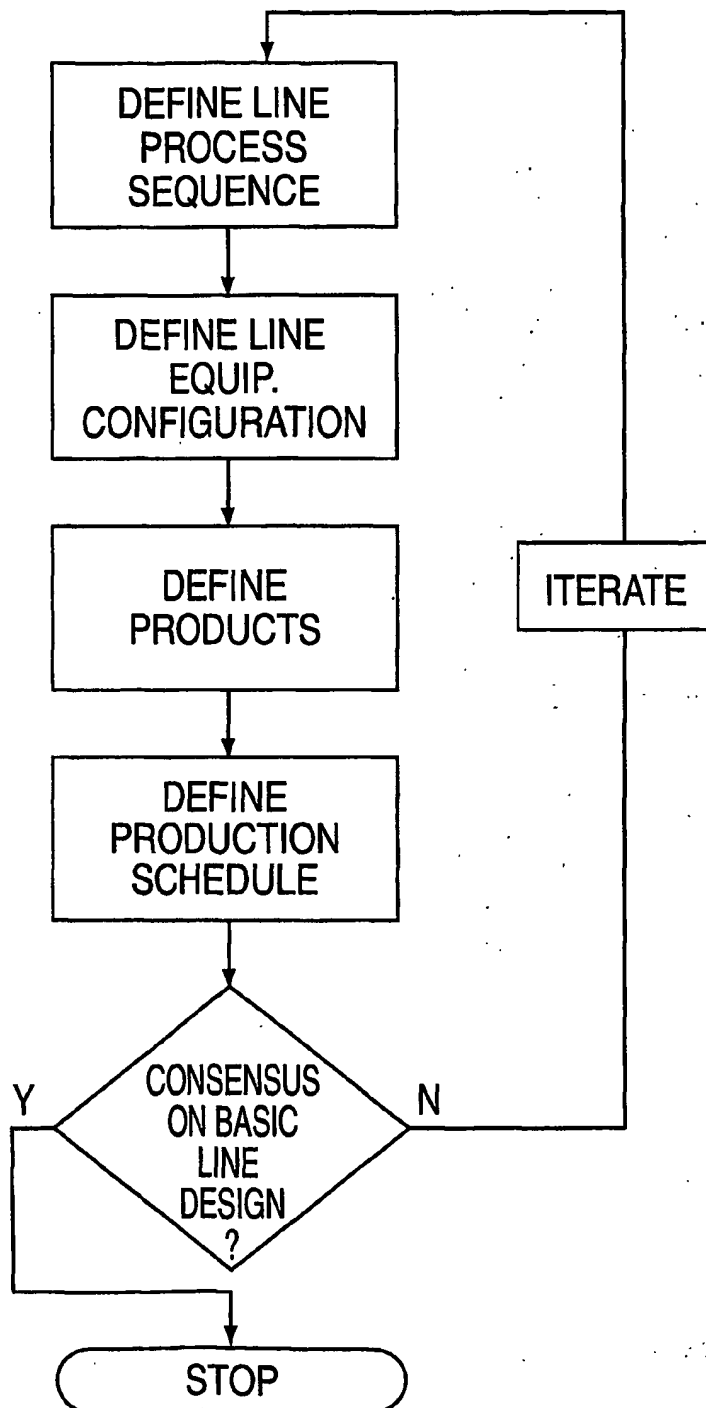 DEFINE LINE
PROCESS
SEQUENCE
DEFINE LINE
EQUIP.
CONFIGURATION
DEFINE
PRODUCTS
ITERATE
DEFINE
PRODUCTION
SCHEDULE
Y
CONSENSUS
ON BASIC
LINE
DESIGN
?
N
STOP